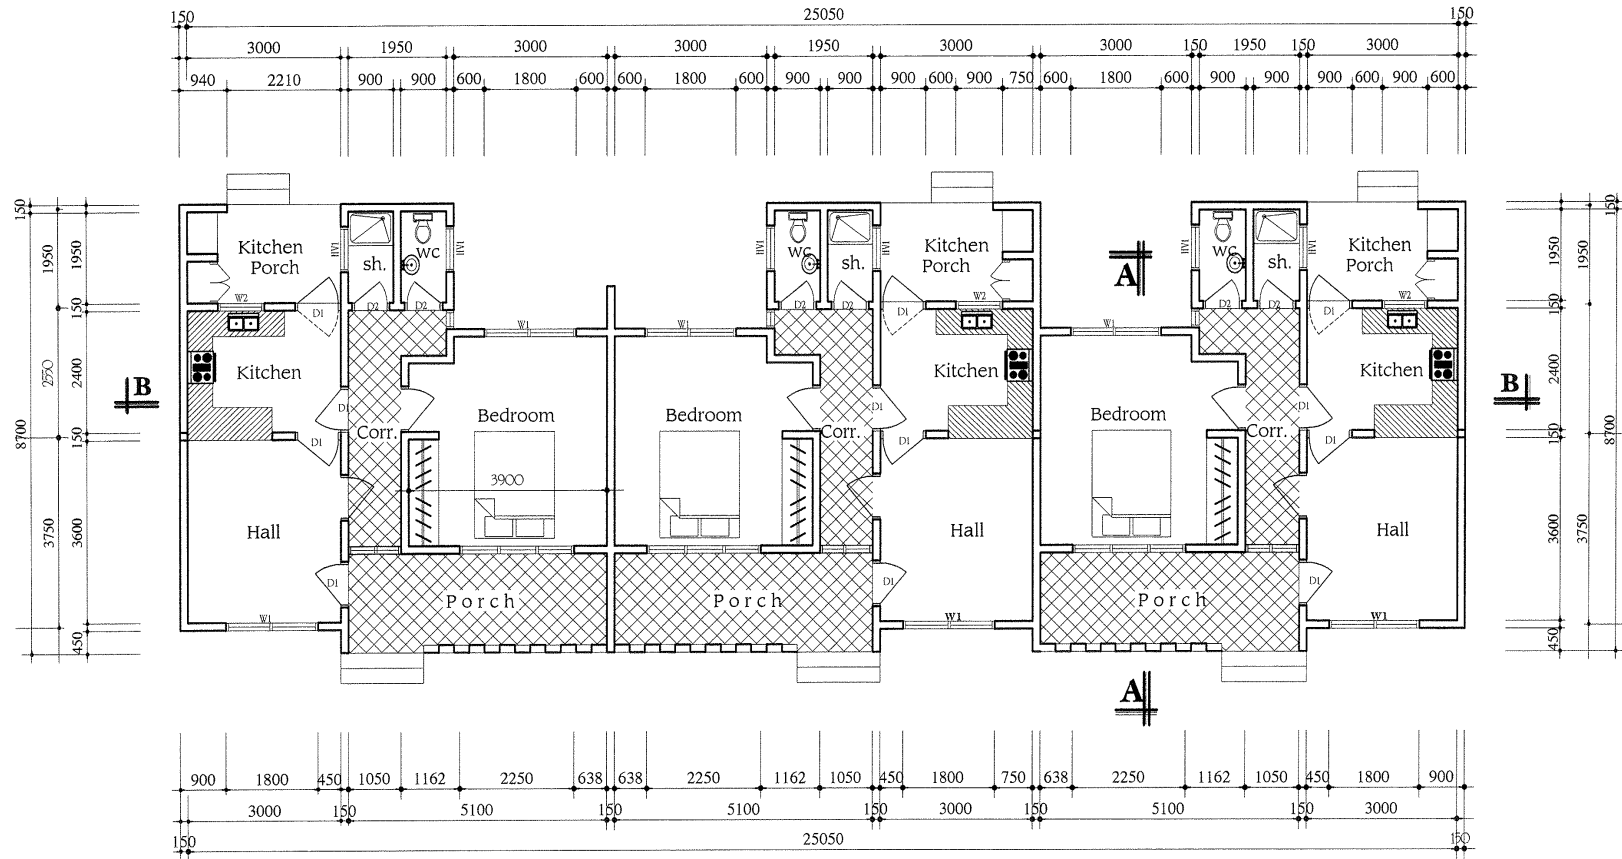 150 25050 150
3000 1950 3000 3000 1950 3000 3000 150 1950 150 3000
940 2210 900 900 600 1800 600 600 1800 600 900 900 900 600 900 750 600 1800 600 900 900 900 600 900 600
150 150
1950 1950 1950 1950
Kitchen Porch
sh.
WC
HV1 HV1
WC
sh.
HV1
Kitchen Porch
A
WC
sh.
HV1
Kitchen Porch
W2 D1 D2 D2 W1 W1 D2 D2 D1 W2 W1 D2 D2 D1 W2
150 150
8700 2550 2400 2400 8700
Kitchen Kitchen Kitchen
B B
D1 Bedroom Bedroom D1 Bedroom D1
D1 Corr. Corr. D1 Corr. D1
150 150
3900
3750 3600 3600 3750
Hall Hall Hall
D1 D1 D1
Porch Porch Porch
W1 W1 W1
450 450
A
900 1800 450 1050 1162 2250 638 638 2250 1162 1050 450 1800 750 638 2250 1162 1050 450 1800 900
3000 150 5100 150 5100 150 3000 150 5100 150 3000
150 25050 150